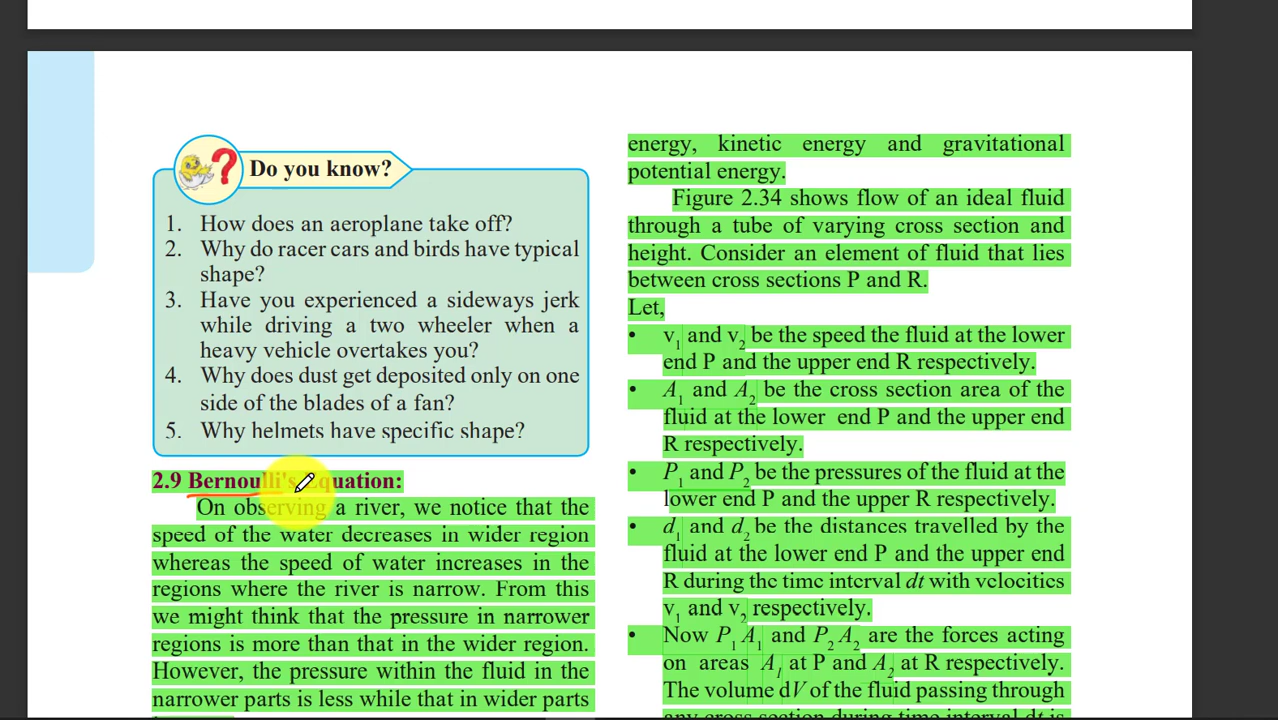 Do you know?
1. How does an aeroplane take off?
2. Why do racer cars and birds have typical
shape?
3. Have you experienced a sideways jerk
while driving a two wheeler when a
heavy vehicle overtakes you?
4. Why does dust get deposited only on one
side of the blades of a fan?
5. Why helmets have specific shape?
2.9 Bernoulli's Equation:
On observing a river, we notice that the
speed of the water decreases in wider region
whereas the speed of water increases in the
regions where the river is narrow. From this
we might think that the pressure in narrower
regions is more than that in the wider region.
However, the pressure within the fluid in the
narrower parts is less while that in wider parts
energy, kinetic energy and gravitational
potential energy.
Figure 2.34 shows flow of an ideal fluid
through a tube of varying cross section and
height. Consider an element of fluid that lies
between cross sections P and R.
Let,
• v₁ and v₂ be the speed the fluid at the lower
end P and the upper end R respectively.
• A₁ and A₂ be the cross section area of the
fluid at the lower end P and the upper end
R respectively.
• P₁ and P₂ be the pressures of the fluid at the
lower end P and the upper R respectively.
• d₁ and d₂ be the distances travelled by the
fluid at the lower end P and the upper end
R during the time interval dt with velocities
v₁ and v₂ respectively.
• Now P₁A₁ and P₂A₂ are the forces acting
on areas A₁ at P and A₂ at R respectively.
The volume dV of the fluid passing through
any cross section during time interval dt is